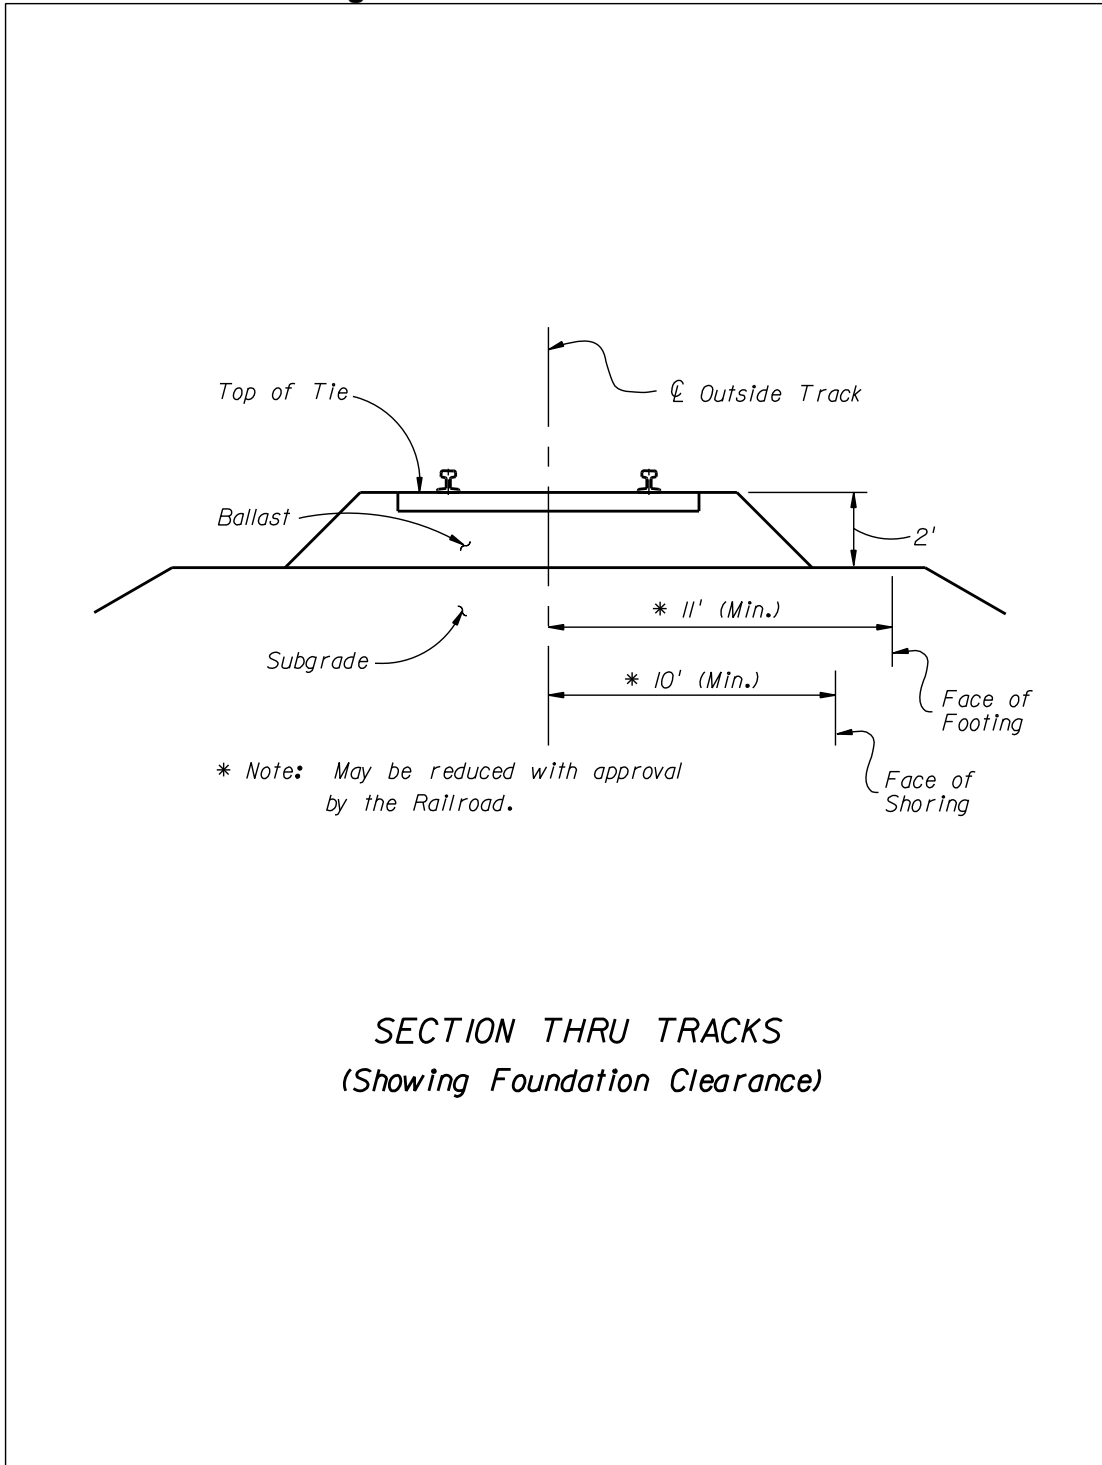 Top of Tie
℄ Outside Track
Ballast
2'
* 11' (Min.)
Subgrade
* 10' (Min.)
Face of
Footing
* Note: May be reduced with approval
by the Railroad.
Face of
Shoring
SECTION THRU TRACKS
(Showing Foundation Clearance)